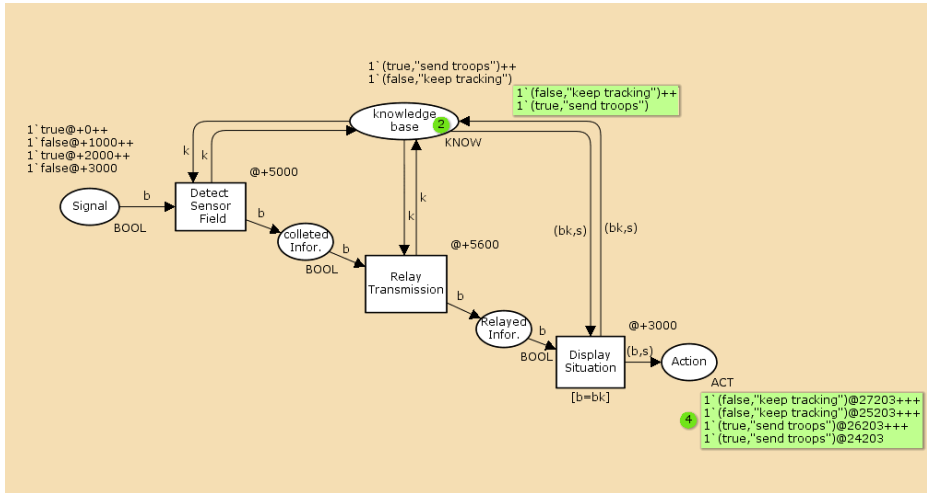 1`(true,"send troops")++
1`(false,"keep tracking")
1`(false,"keep tracking")++
1`(true,"send troops")
knowledge
base
2
KNOW
1`true@+0++
1`false@+1000++
1`true@+2000++
1`false@+3000
k
k
@+5000
Signal
b
BOOL
Detect
Sensor
Field
b
colleted
Infor.
BOOL
b
k
k
@+5600
Relay
Transmission
b
Relayed
Infor.
BOOL
b
(bk,s)
(bk,s)
@+3000
Display
Situation
[b=bk]
(b,s)
Action
ACT
4
1`(false,"keep tracking")@27203+++
1`(false,"keep tracking")@25203+++
1`(true,"send troops")@26203+++
1`(true,"send troops")@24203